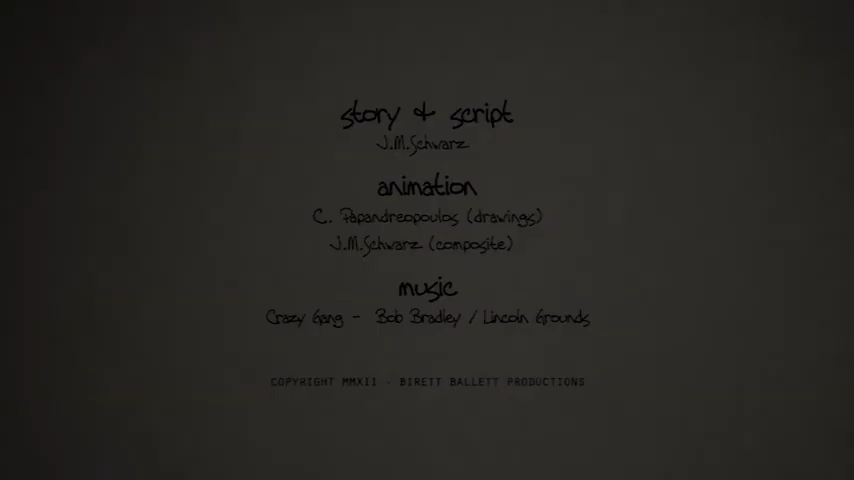 story & script
J.M.Schwarz
animation
C. Papandreopoulos (drawings)
J.M.Schwarz (composite)
music
Crazy Gang - Bob Bradley / Lincoln Grounds
COPYRIGHT MMXII - BIRETT BALLETT PRODUCTIONS